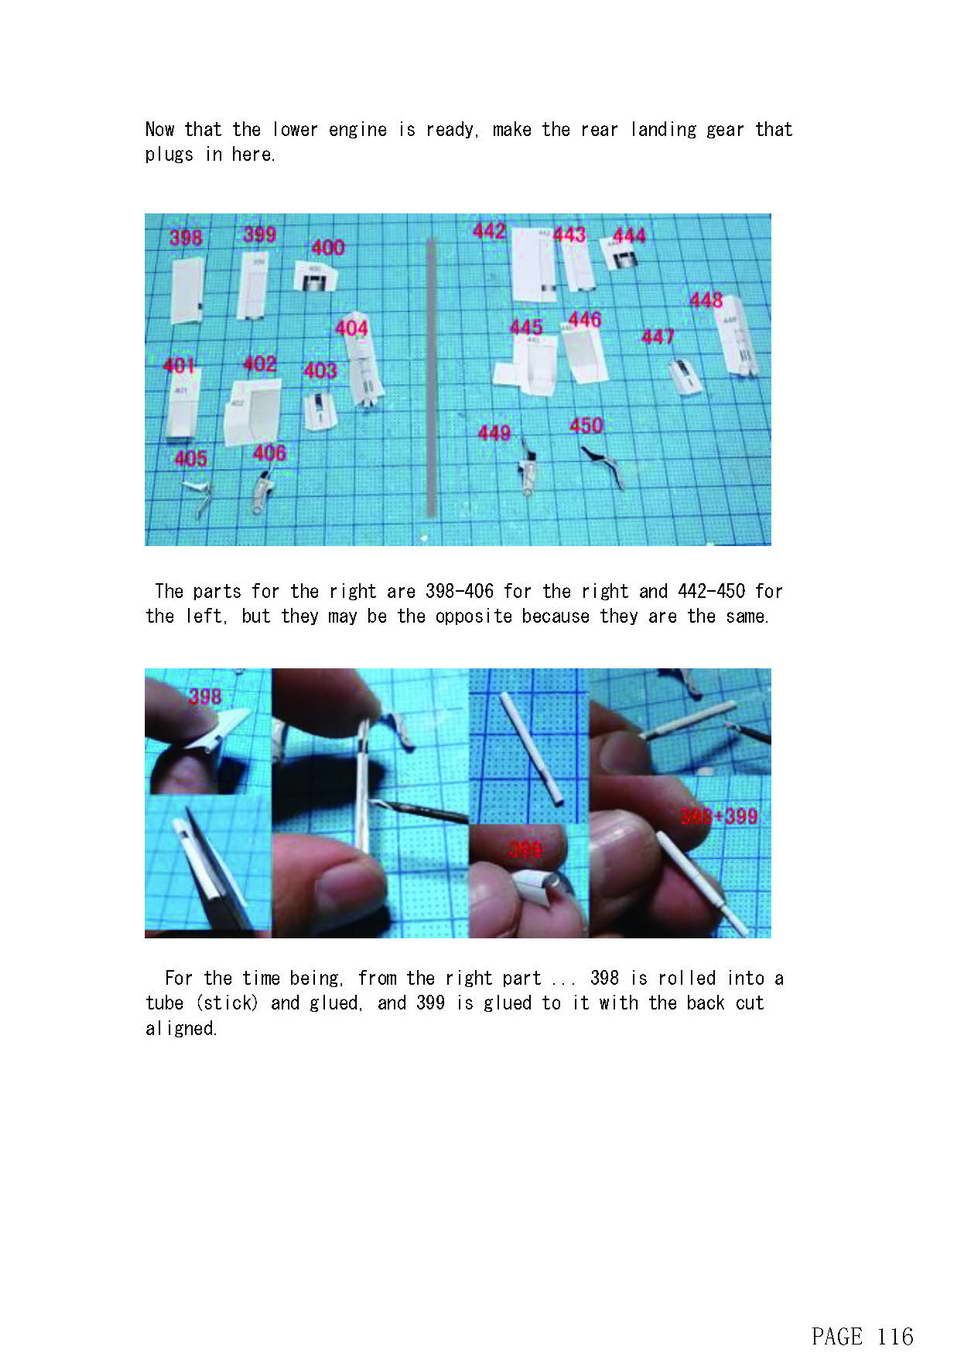 Now that the lower engine is ready, make the rear landing gear that
plugs in here.
398 399 400 442 443 444
404 445 446 448
401 402 403 447
405 406 449 450
The parts for the right are 398-406 for the right and 442-450 for
the left, but they may be the opposite because they are the same.
398
398+399
399
For the time being, from the right part ... 398 is rolled into a
tube (stick) and glued, and 399 is glued to it with the back cut
aligned.
PAGE 116